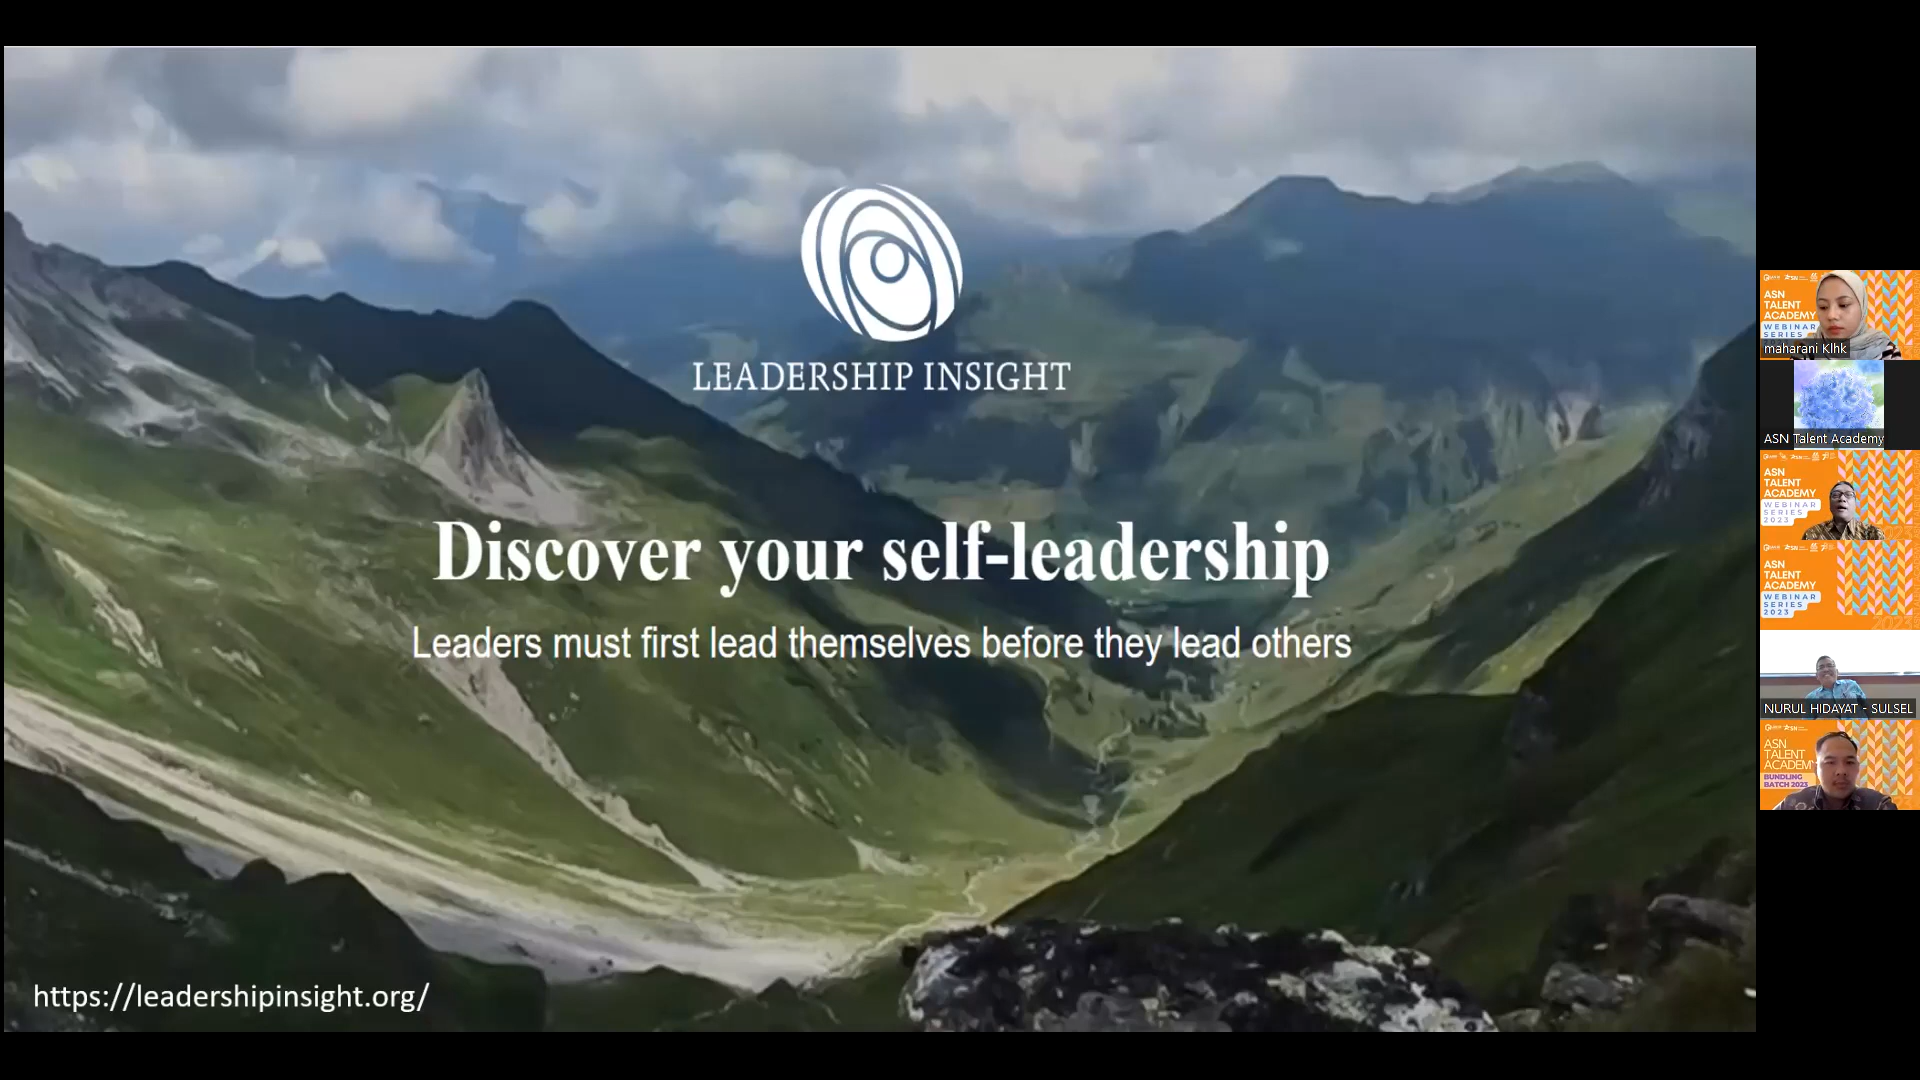 LEADERSHIP INSIGHT
Discover your self-leadership
Leaders must first lead themselves before they lead others
https://leadershipinsight.org/
ASN
TALENT
ACADEMY
WEBINAR
SERIES
maharani Klhk
ASN Talent Academy
ASN
TALENT
ACADEMY
WEBINAR
SERIES
2023
ASN
TALENT
ACADEMY
WEBINAR
SERIES
2023
2023
NURUL HIDAYAT - SULSEL
ASN
TALENT
ACADEMY
BUNDLING
BATCH 2023